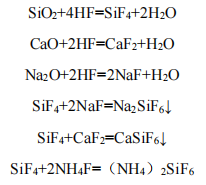 SiO₂+4HF=SiF₄+2H₂O
CaO+2HF=CaF₂+H₂O
Na₂O+2HF=2NaF+H₂O
SiF₄+2NaF=Na₂SiF₆↓
SiF₄+CaF₂=CaSiF₆↓
SiF₄+2NH₄F=（NH₄）₂SiF₆